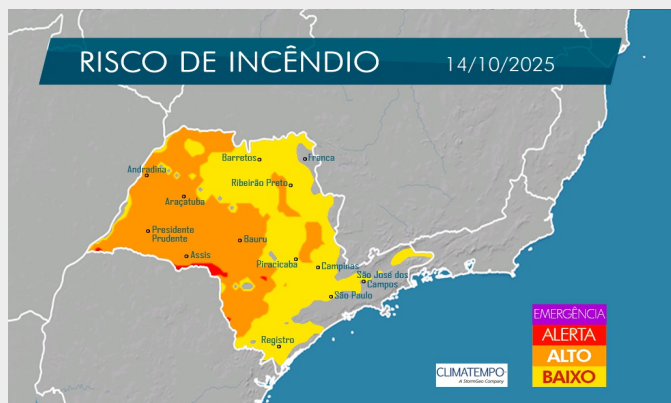 RISCO DE INCÊNDIO 14/10/2025
Barretos
Franca
Andradina
Ribeirão Preto
Araçatuba
Presidente
Prudente
Bauru
Assis
Piracicaba
Campinas
São José dos
Campos
São Paulo
Registro
EMERGÊNCIA
ALERTA
ALTO
BAIXO
CLIMATEMPO
A StormGeo Company